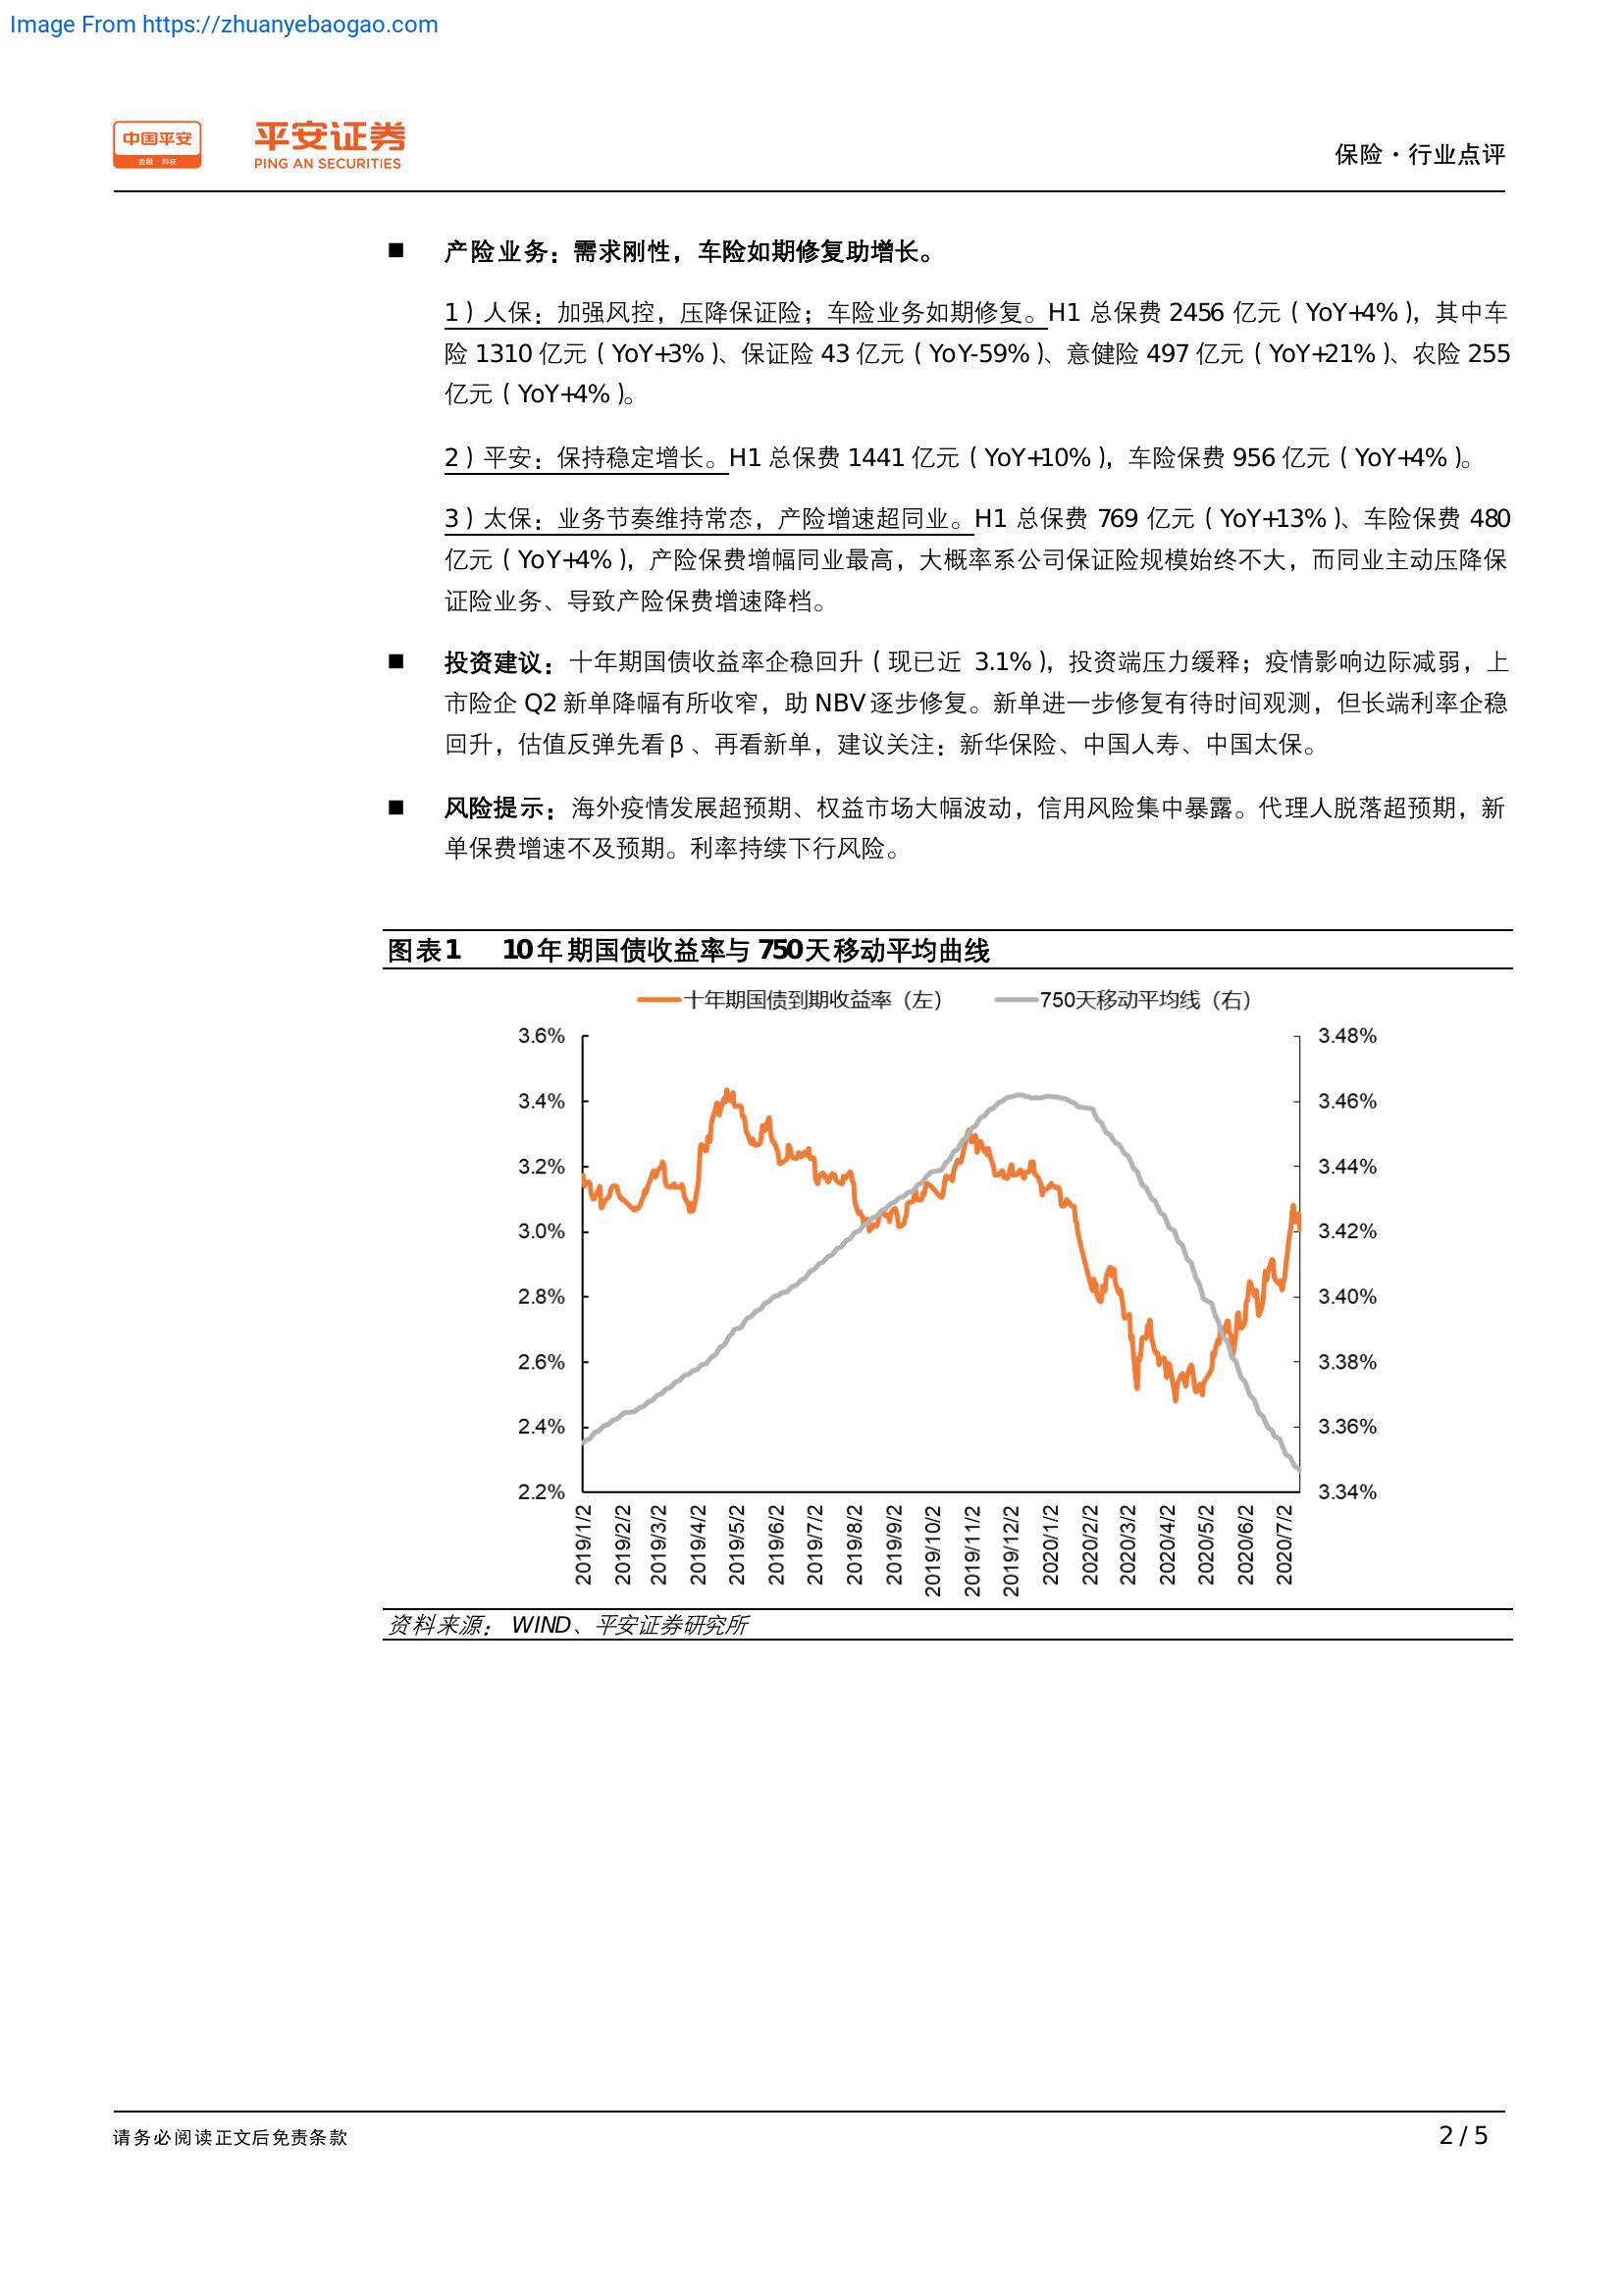 Image From https://zhuanyebaogao.com
中国平安
金融·科技
平安证券
PING AN SECURITIES
保险·行业点评
■ 产险业务：需求刚性，车险如期修复助增长。
1）人保：加强风控，压降保证险；车险业务如期修复。H1 总保费 2456 亿元（YoY+4%），其中车
险 1310 亿元（YoY+3%）、保证险 43 亿元（YoY-59%）、意健险 497 亿元（YoY+21%）、农险 255
亿元（YoY+4%）。
2）平安：保持稳定增长。H1 总保费 1441 亿元（YoY+10%），车险保费 956 亿元（YoY+4%）。
3）太保：业务节奏维持常态，产险增速超同业。H1 总保费 769 亿元（YoY+13%）、车险保费 480
亿元（YoY+4%），产险保费增幅同业最高，大概率系公司保证险规模始终不大，而同业主动压降保
证险业务、导致产险保费增速降档。
■ 投资建议：十年期国债收益率企稳回升（现已近 3.1%），投资端压力缓释；疫情影响边际减弱，上
市险企 Q2 新单降幅有所收窄，助 NBV 逐步修复。新单进一步修复有待时间观测，但长端利率企稳
回升，估值反弹先看β、再看新单，建议关注：新华保险、中国人寿、中国太保。
■ 风险提示：海外疫情发展超预期、权益市场大幅波动，信用风险集中暴露。代理人脱落超预期，新
单保费增速不及预期。利率持续下行风险。
图表1 10年期国债收益率与750天移动平均曲线
十年期国债到期收益率（左） 750天移动平均线（右）
3.6% 3.48%
3.4% 3.46%
3.2% 3.44%
3.0% 3.42%
2.8% 3.40%
2.6% 3.38%
2.4% 3.36%
2.2% 3.34%
2019/1/2 2019/2/2 2019/3/2 2019/4/2 2019/5/2 2019/6/2 2019/7/2 2019/8/2 2019/9/2 2019/10/2 2019/11/2 2019/12/2 2020/1/2 2020/2/2 2020/3/2 2020/4/2 2020/5/2 2020/6/2 2020/7/2
资料来源：WIND、平安证券研究所
请务必阅读正文后免责条款 2 / 5